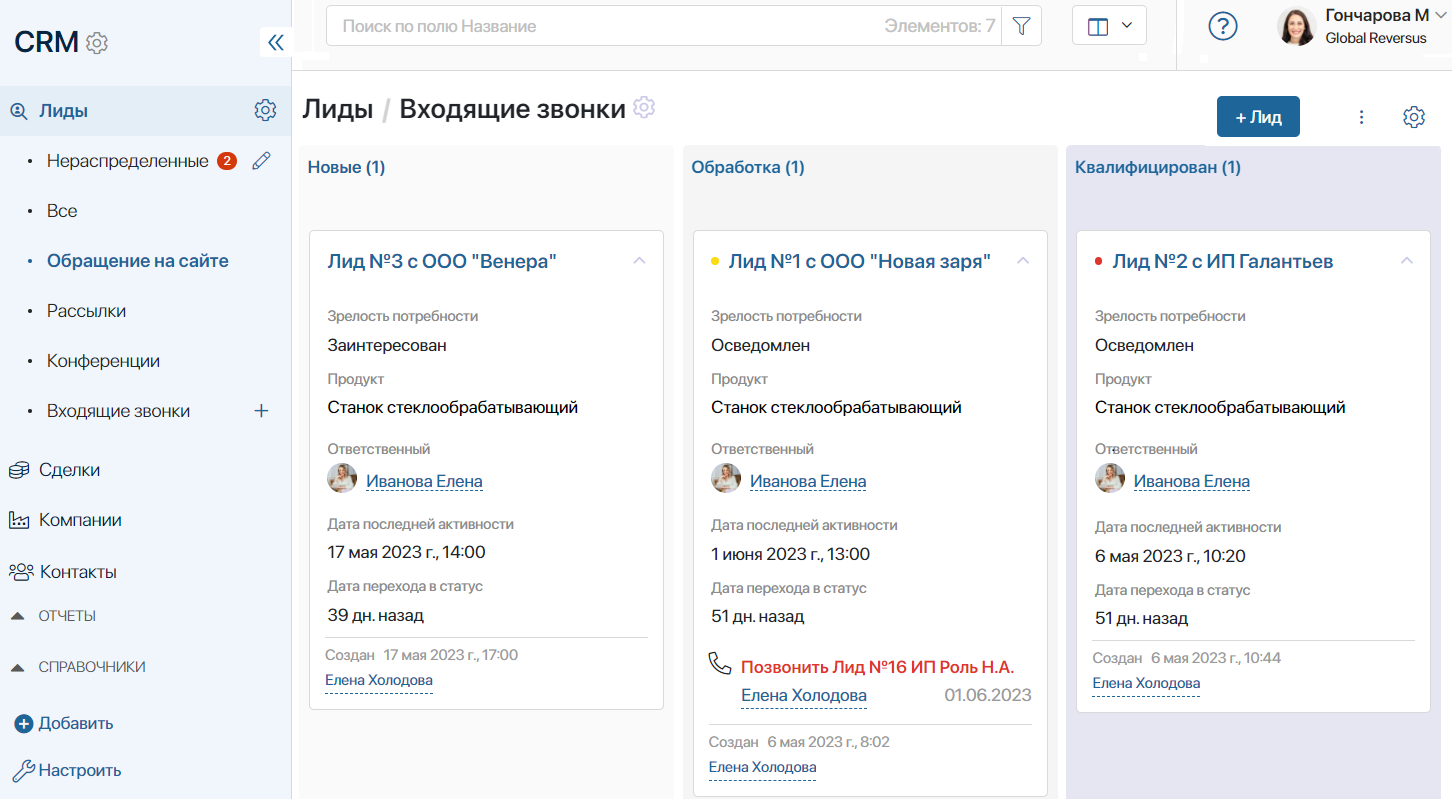 CRM
Поиск по полю Название
Элементов: 7
Гончарова М
Global Reversus
Лиды
Нераспределенные 2
Все
Обращение на сайте
Рассылки
Конференции
Входящие звонки
Сделки
Компании
Контакты
ОТЧЕТЫ
СПРАВОЧНИКИ
Добавить
Настроить
Лиды / Входящие звонки
+ Лид
Новые (1)
Лид №3 с ООО "Венера"
Зрелость потребности
Заинтересован
Продукт
Станок стеклообрабатывающий
Ответственный
Иванова Елена
Дата последней активности
17 мая 2023 г., 14:00
Дата перехода в статус
39 дн. назад
Создан 17 мая 2023 г., 17:00
Елена Холодова
Обработка (1)
Лид №1 с ООО "Новая заря"
Зрелость потребности
Осведомлен
Продукт
Станок стеклообрабатывающий
Ответственный
Иванова Елена
Дата последней активности
1 июня 2023 г., 13:00
Дата перехода в статус
51 дн. назад
Позвонить Лид №16 ИП Роль Н.А.
Елена Холодова 01.06.2023
Создан 6 мая 2023 г., 8:02
Елена Холодова
Квалифицирован (1)
Лид №2 с ИП Галантьев
Зрелость потребности
Осведомлен
Продукт
Станок стеклообрабатывающий
Ответственный
Иванова Елена
Дата последней активности
6 мая 2023 г., 10:20
Дата перехода в статус
51 дн. назад
Создан 6 мая 2023 г., 10:44
Елена Холодова